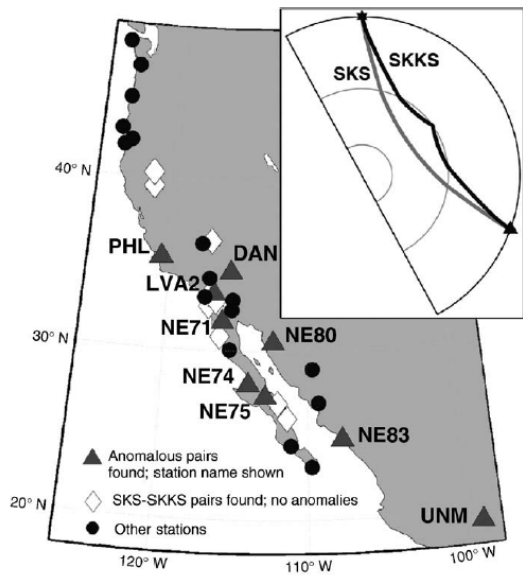 SKS
SKKS
40° N
PHL
DAN
LVA2
NE71
30° N
NE80
NE74
NE75
NE83
Anomalous pairs
found; station name shown
SKS-SKKS pairs found; no anomalies
Other stations
UNM
20° N
120° W
110° W
100° W